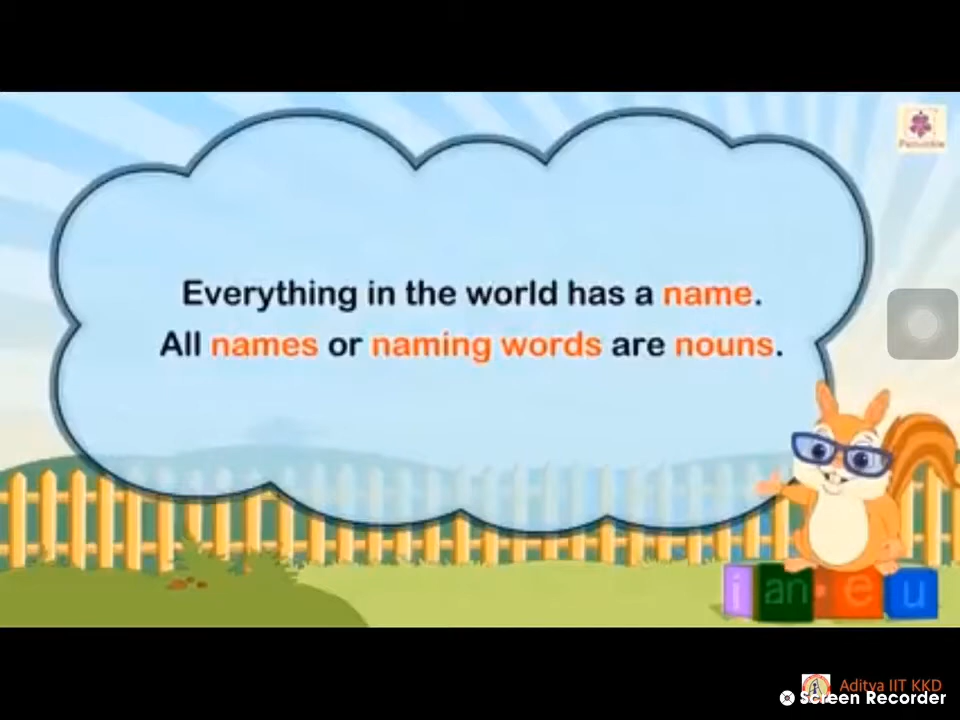 Periwinkle
Everything in the world has a name.
All names or naming words are nouns.
i an e u
Aditya IIT KKD
Screen Recorder